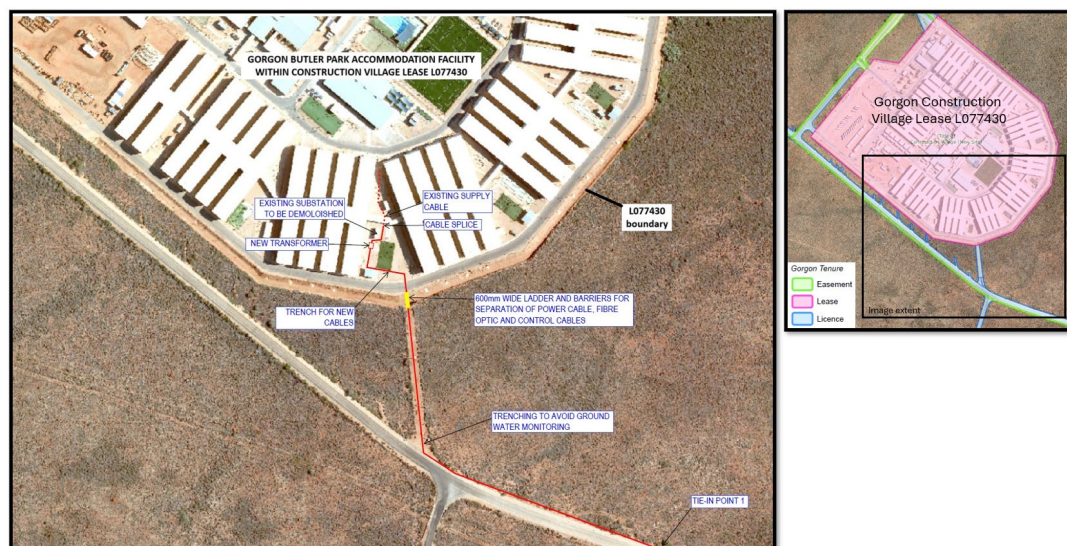 GORGON BUTLER PARK ACCOMMODATION FACILITY
WITHIN CONSTRUCTION VILLAGE LEASE L077430
EXISTING SUBSTATION
TO BE DEMOLOISHED
EXISTING SUPPLY
CABLE
CABLE SPLICE
NEW TRANSFORMER
L077430
boundary
TRENCH FOR NEW
CABLES
600mm WIDE LADDER AND BARRIERS FOR
SEPARATION OF POWER CABLE, FIBRE
OPTIC AND CONTROL CABLES
TRENCHING TO AVOID GROUND
WATER MONITORING
TIE-IN POINT 1
Gorgon Construction
Village Lease L077430
Gorgon Tenure
Easement
Lease
Licence
Image extent